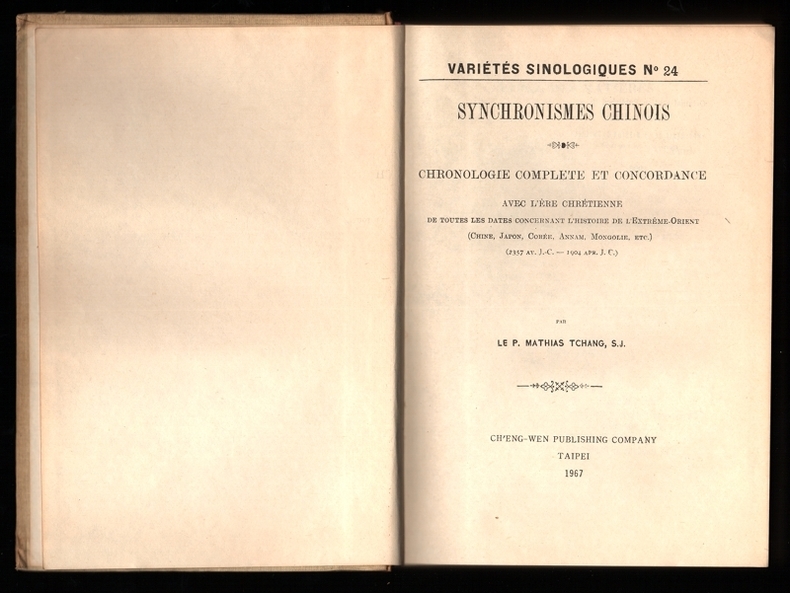 VARIÉTÉS SINOLOGIQUES Nº 24
SYNCHRONISMES CHINOIS
CHRONOLOGIE COMPLETE ET CONCORDANCE
AVEC L'ÈRE CHRÉTIENNE
DE TOUTES LES DATES CONCERNANT L'HISTOIRE DE L'EXTRÊME-ORIENT
(CHINE, JAPON, CORÉE, ANNAM, MONGOLIE, ETC.)
(2357 AV. J.-C. — 1904 APR. J. C.)
PAR
LE P. MATHIAS TCHANG, S.J.
CH'ENG-WEN PUBLISHING COMPANY
TAIPEI
1967